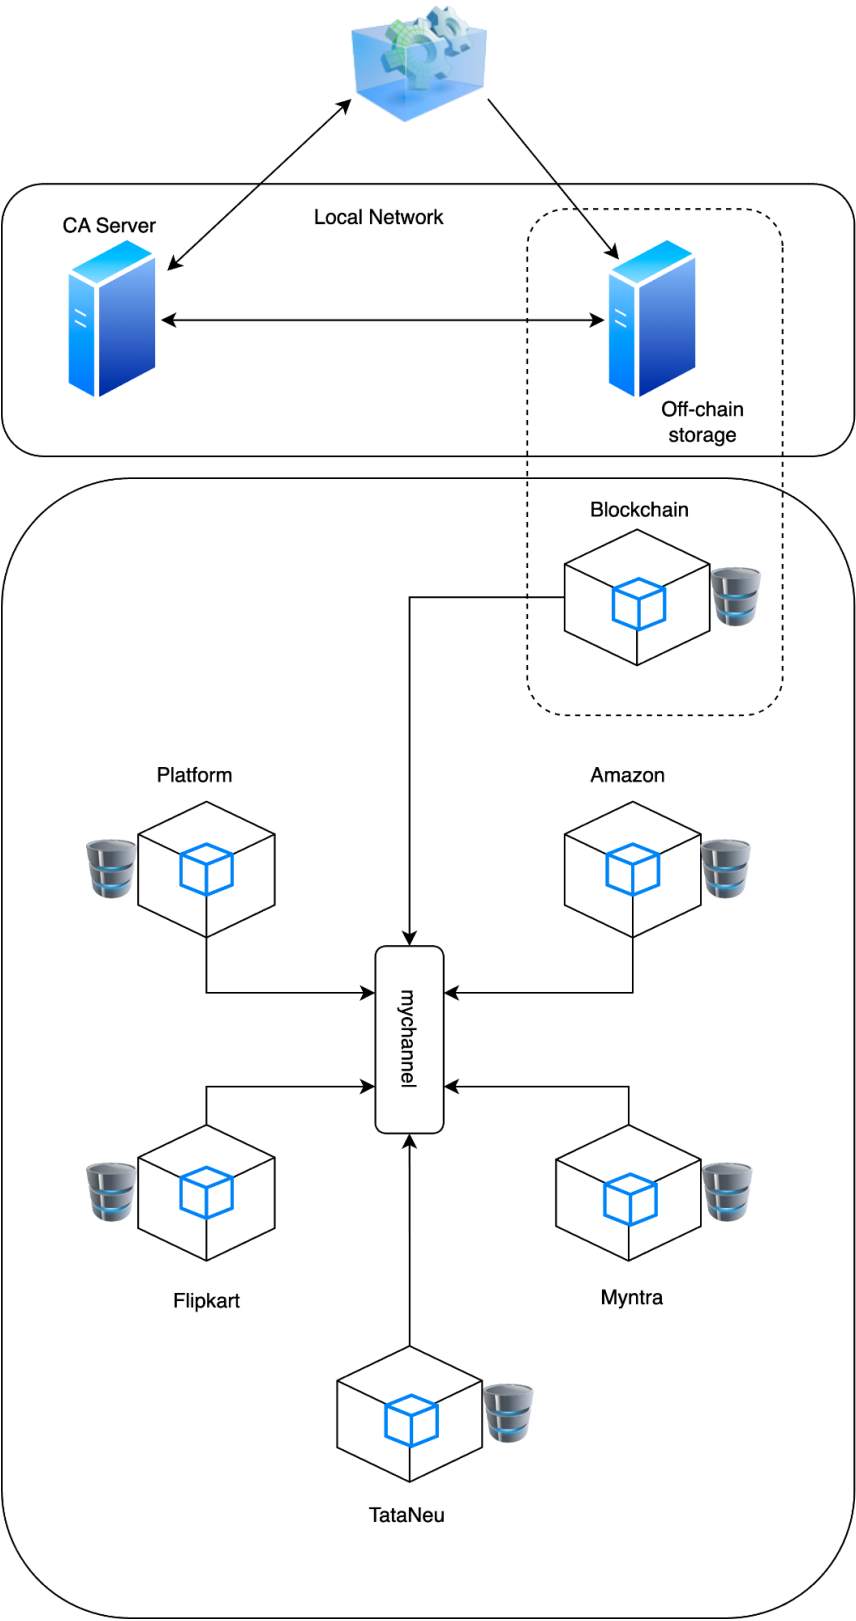 Local Network
CA Server
Off-chain
storage
Blockchain
Platform
Amazon
mychannel
Flipkart
Myntra
TataNeu